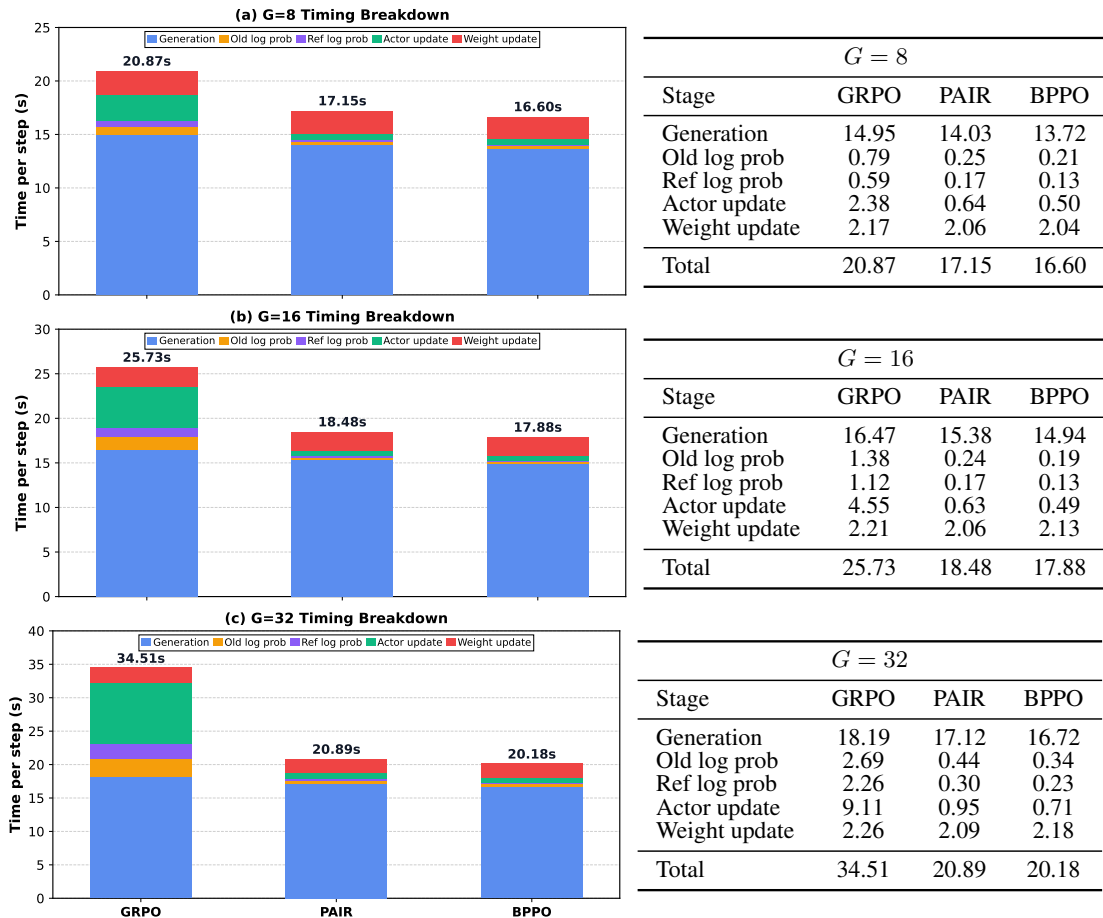 (a) G=8 Timing Breakdown
Time per step (s)
25
20
15
10
5
0
Generation Old log prob Ref log prob Actor update Weight update
20.87s
17.15s
16.60s
G = 8
Stage GRPO PAIR BPPO
Generation 14.95 14.03 13.72
Old log prob 0.79 0.25 0.21
Ref log prob 0.59 0.17 0.13
Actor update 2.38 0.64 0.50
Weight update 2.17 2.06 2.04
Total 20.87 17.15 16.60
(b) G=16 Timing Breakdown
Time per step (s)
30
25
20
15
10
5
0
Generation Old log prob Ref log prob Actor update Weight update
25.73s
18.48s
17.88s
G = 16
Stage GRPO PAIR BPPO
Generation 16.47 15.38 14.94
Old log prob 1.38 0.24 0.19
Ref log prob 1.12 0.17 0.13
Actor update 4.55 0.63 0.49
Weight update 2.21 2.06 2.13
Total 25.73 18.48 17.88
(c) G=32 Timing Breakdown
Time per step (s)
40
35
30
25
20
15
10
5
0
Generation Old log prob Ref log prob Actor update Weight update
34.51s
20.89s
20.18s
GRPO PAIR BPPO
G = 32
Stage GRPO PAIR BPPO
Generation 18.19 17.12 16.72
Old log prob 2.69 0.44 0.34
Ref log prob 2.26 0.30 0.23
Actor update 9.11 0.95 0.71
Weight update 2.26 2.09 2.18
Total 34.51 20.89 20.18